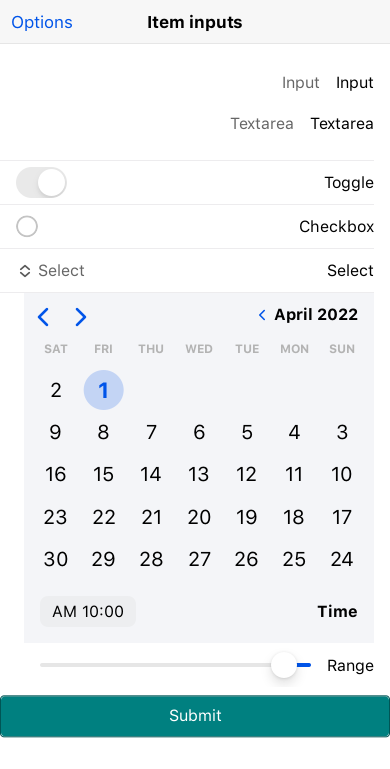 Options Item inputs
Input Input
Textarea Textarea
Toggle
Checkbox
Select Select
April 2022
SAT FRI THU WED TUE MON SUN
2 1
9 8 7 6 5 4 3
16 15 14 13 12 11 10
23 22 21 20 19 18 17
30 29 28 27 26 25 24
AM 10:00 Time
Range
Submit